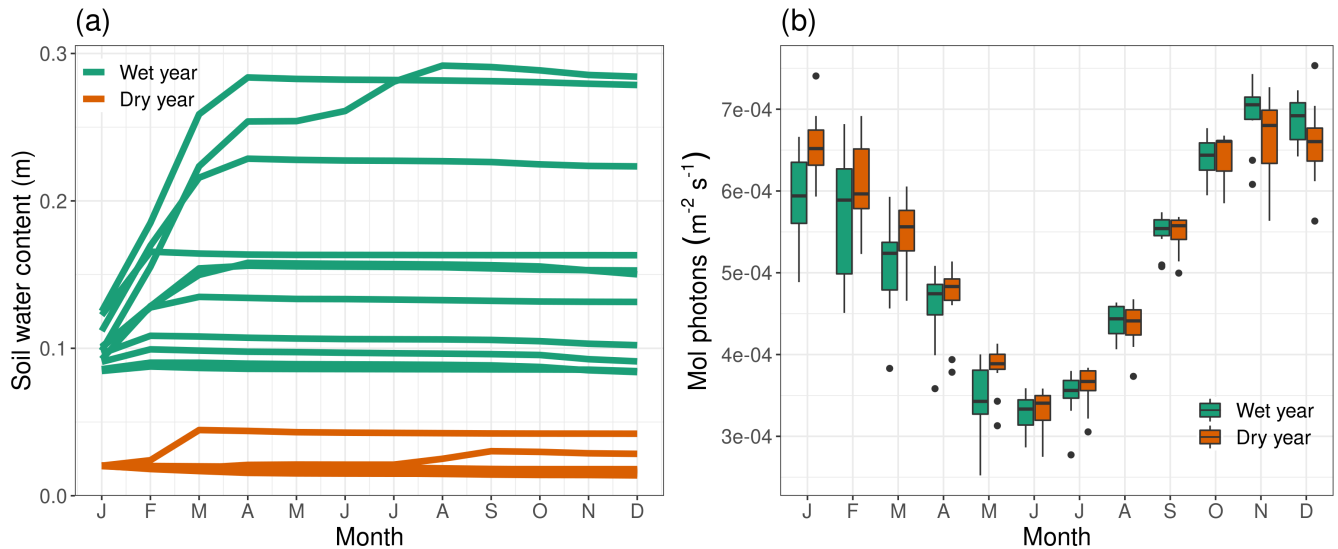 (a)
Soil water content (m)
0.3
0.2
0.1
0.0
Wet year
Dry year
J F M A M J J A S O N D
Month
(b)
Mol photons (m⁻² s⁻¹)
7e-04
6e-04
5e-04
4e-04
3e-04
Wet year
Dry year
J F M A M J J A S O N D
Month